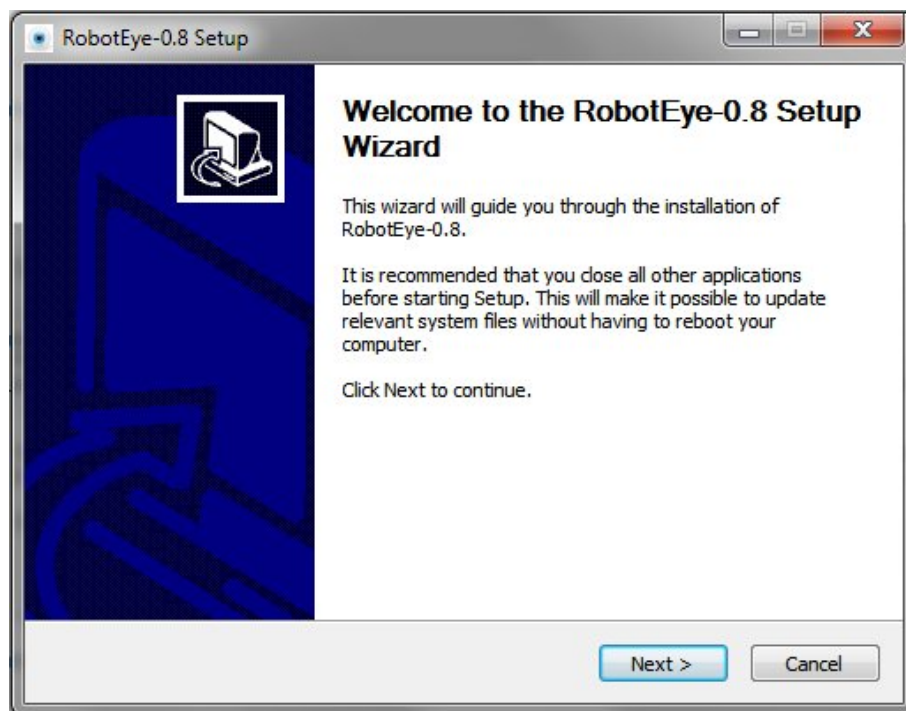 RobotEye-0.8 Setup
Welcome to the RobotEye-0.8 Setup
Wizard
This wizard will guide you through the installation of
RobotEye-0.8.
It is recommended that you close all other applications
before starting Setup. This will make it possible to update
relevant system files without having to reboot your
computer.
Click Next to continue.
Next >
Cancel